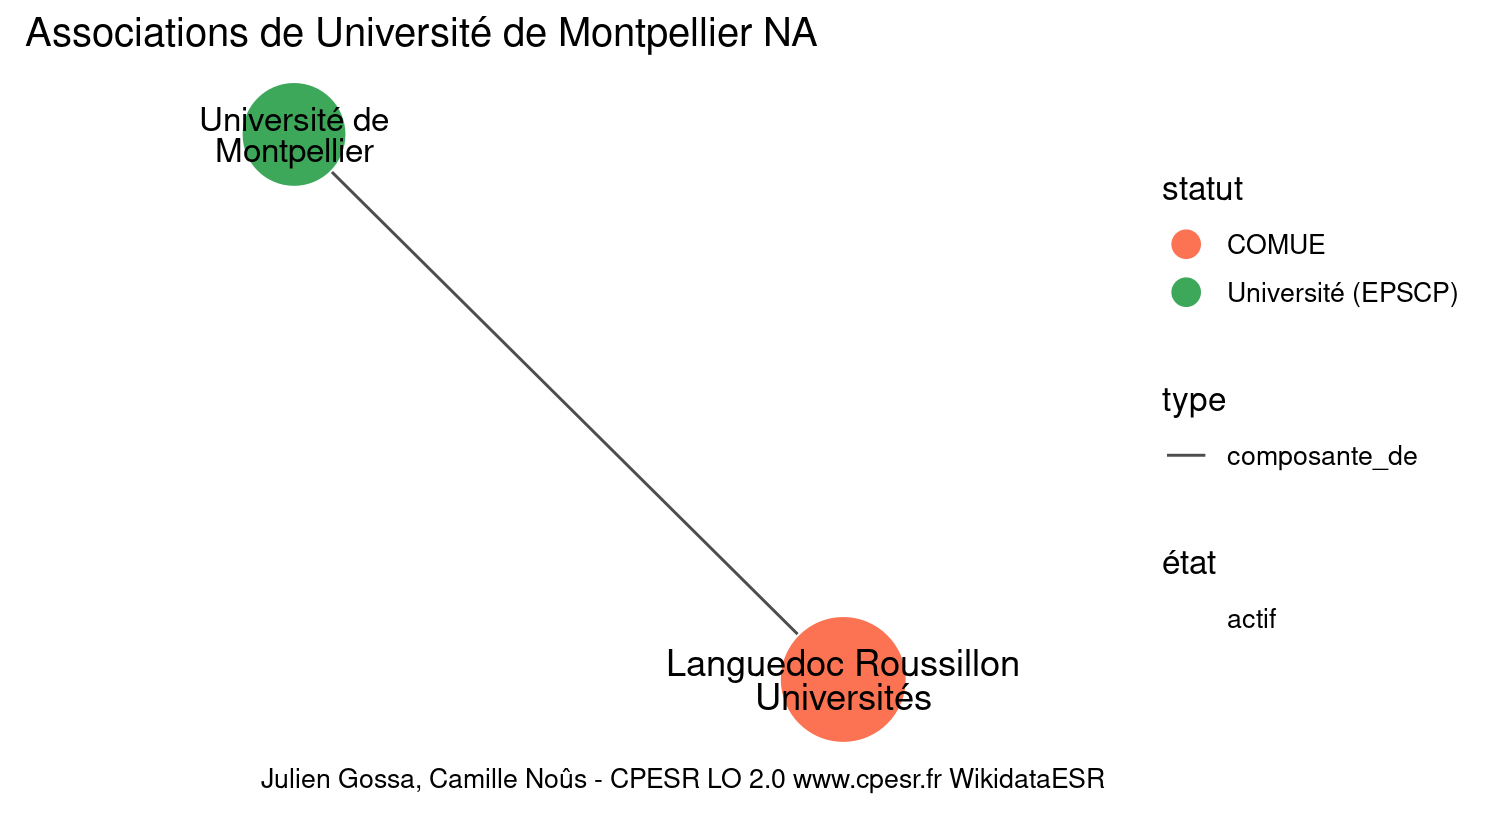 Associations de Université de Montpellier NA
Université de
Montpellier
statut
COMUE
Université (EPSCP)
type
composante_de
état
actif
Languedoc Roussillon
Universités
Julien Gossa, Camille Noûs - CPESR LO 2.0 www.cpesr.fr WikidataESR